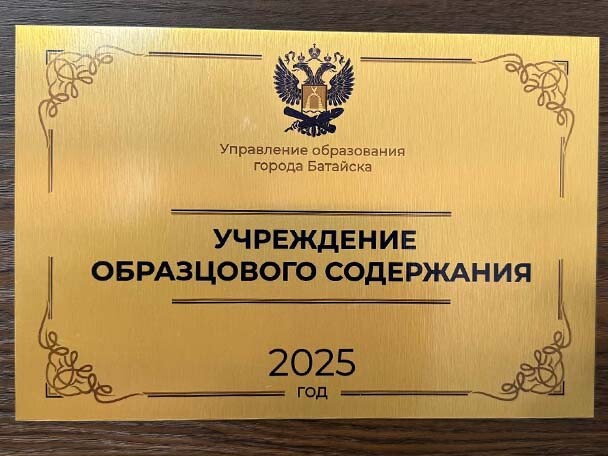 Управление образования
города Батайска
УЧРЕЖДЕНИЕ
ОБРАЗЦОВОГО СОДЕРЖАНИЯ
2025
год